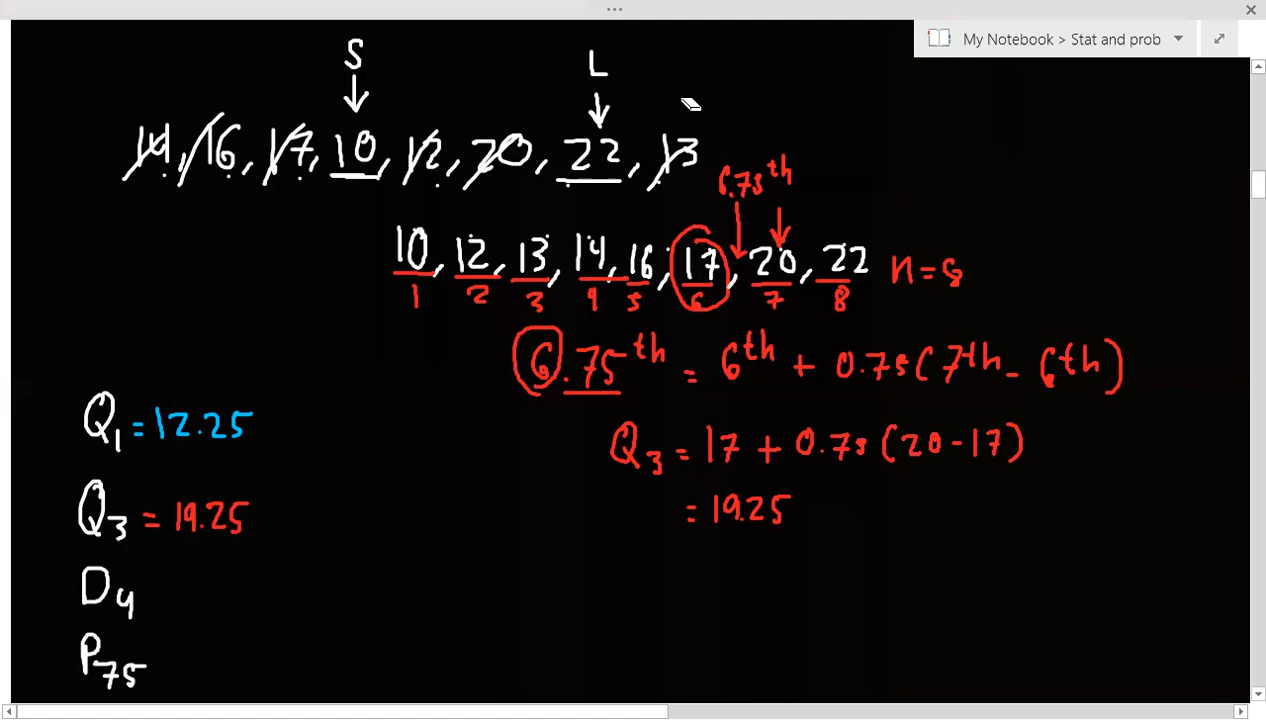 My Notebook > Stat and prob
S
L
14, 16, 17, 10, 12, 20, 22, 13
6.75th
10, 12, 13, 14, 16, 17, 20, 22 n = 8
1 2 3 4 5 6 7 8
6.75th = 6th + 0.75(7th - 6th)
Q1 = 12.25
Q3 = 17 + 0.75(20 - 17)
= 19.25
Q3 = 19.25
D4
P75